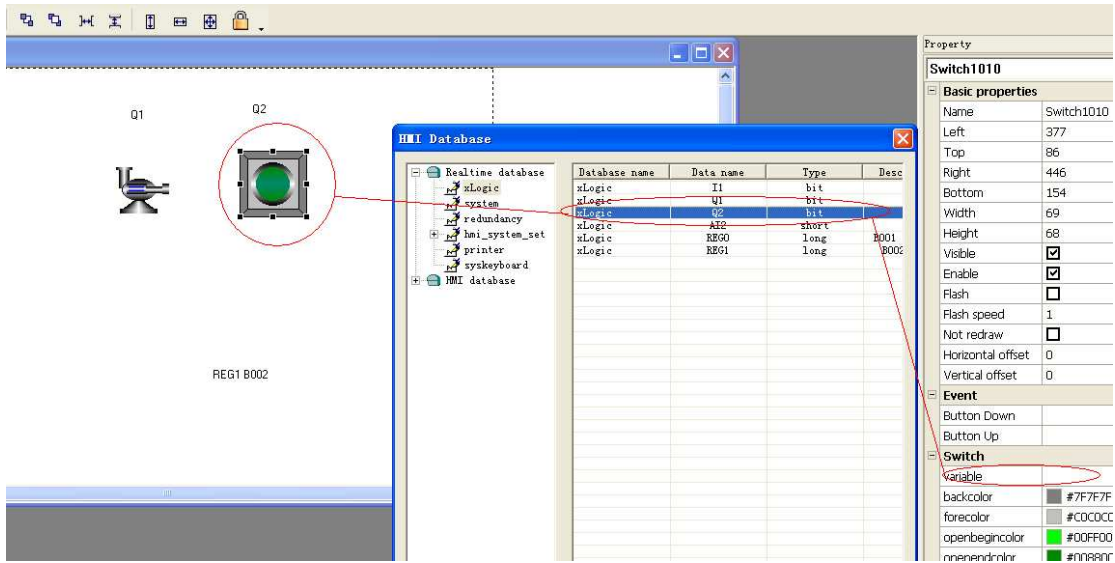 Q1
Q2
REG1 B002
HMI Database
Realtime database
xLogic
system
redundancy
hmi_system_set
printer
syskeyboard
HMI database
Database name Data name Type Desc
xLogic I1 bit
xLogic Q1 bit
xLogic Q2 bit
xLogic AI2 short
xLogic REG0 long B001
xLogic REG1 long B002
Property
Switch1010
Basic properties
Name Switch1010
Left 377
Top 86
Right 446
Bottom 154
Width 69
Height 68
Visible
Enable
Flash
Flash speed 1
Not redraw
Horizontal offset 0
Vertical offset 0
Event
Button Down
Button Up
Switch
variable
backcolor #7F7F7F
forecolor #C0C0C0
openbegincolor #00FF00
openendcolor #008800